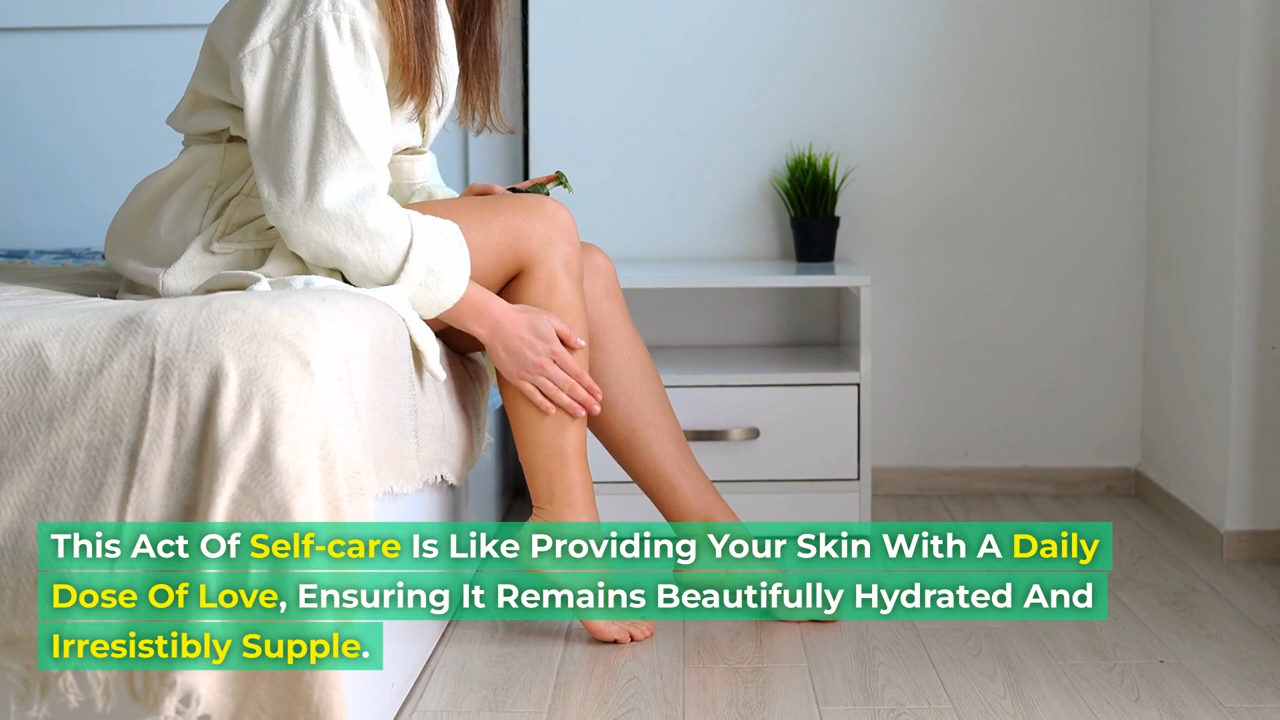 This Act Of Self-care Is Like Providing Your Skin With A Daily
Dose Of Love, Ensuring It Remains Beautifully Hydrated And
Irresistibly Supple.